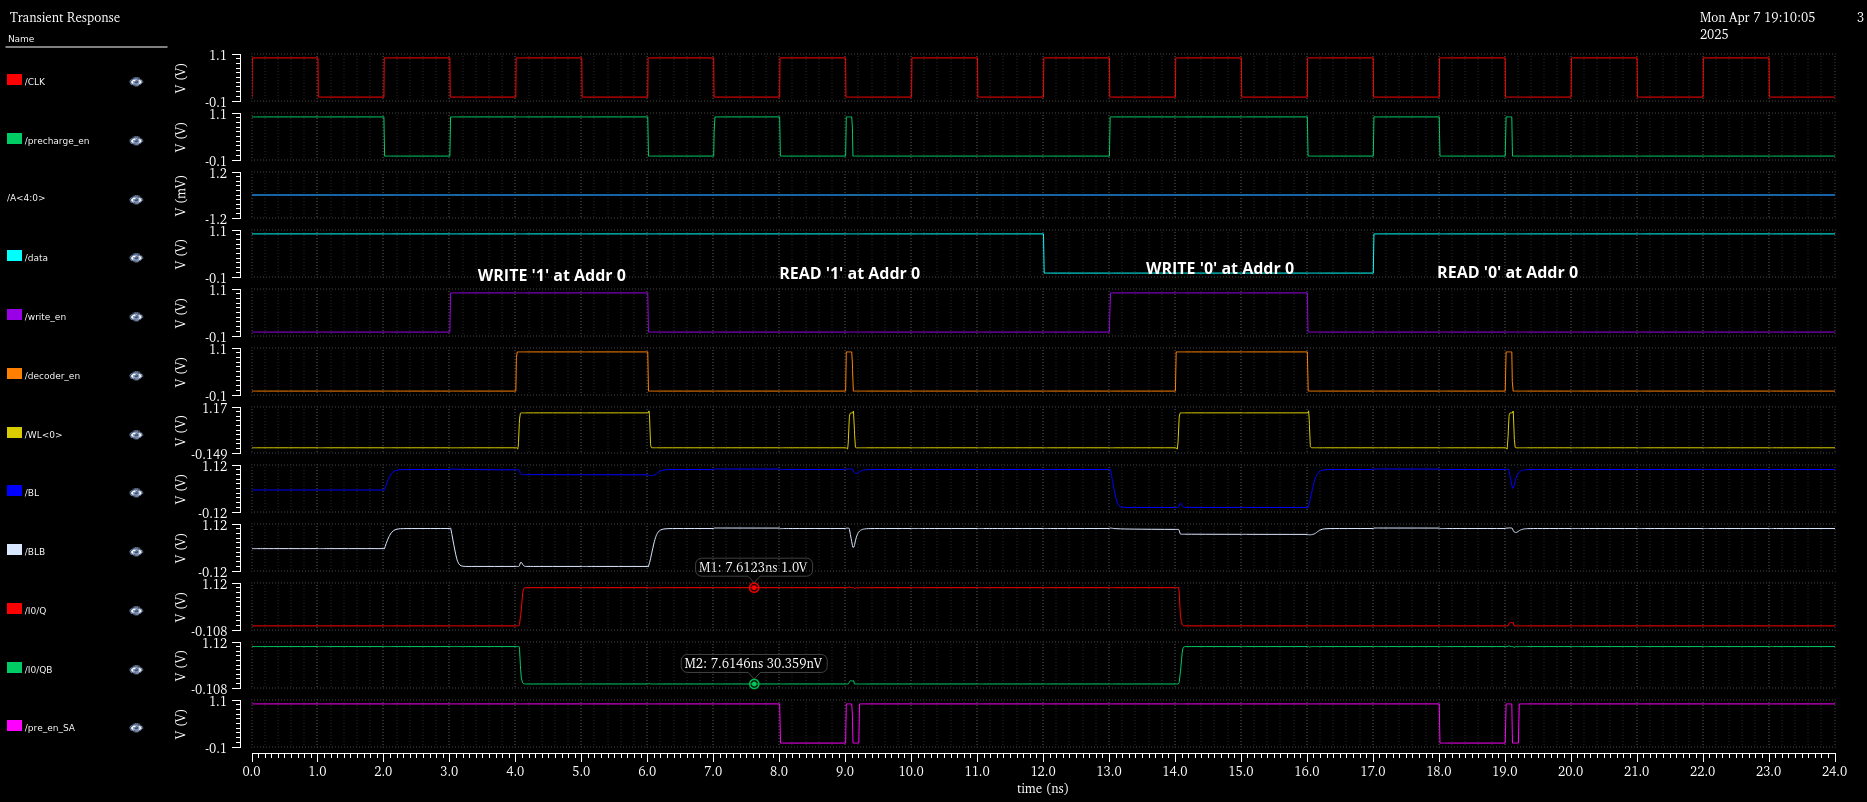 Transient Response
Mon Apr 7 19:10:05 3
2025
Name
/CLK
V (V)
1.1
-0.1
/precharge_en
V (V)
1.1
-0.1
/A<4:0>
V (mV)
1.2
-1.2
/data
V (V)
1.1
-0.1
WRITE '1' at Addr 0
READ '1' at Addr 0
WRITE '0' at Addr 0
READ '0' at Addr 0
/write_en
V (V)
1.1
-0.1
/decoder_en
V (V)
1.1
-0.1
/WL<0>
V (V)
1.17
-0.149
/BL
V (V)
1.12
-0.12
/BLB
V (V)
1.12
-0.12
M1: 7.6123ns 1.0V
/I0/Q
V (V)
1.12
-0.108
/I0/QB
V (V)
1.12
-0.108
M2: 7.6146ns 30.359nV
/pre_en_SA
V (V)
1.1
-0.1
0.0 1.0 2.0 3.0 4.0 5.0 6.0 7.0 8.0 9.0 10.0 11.0 12.0 13.0 14.0 15.0 16.0 17.0 18.0 19.0 20.0 21.0 22.0 23.0 24.0
time (ns)